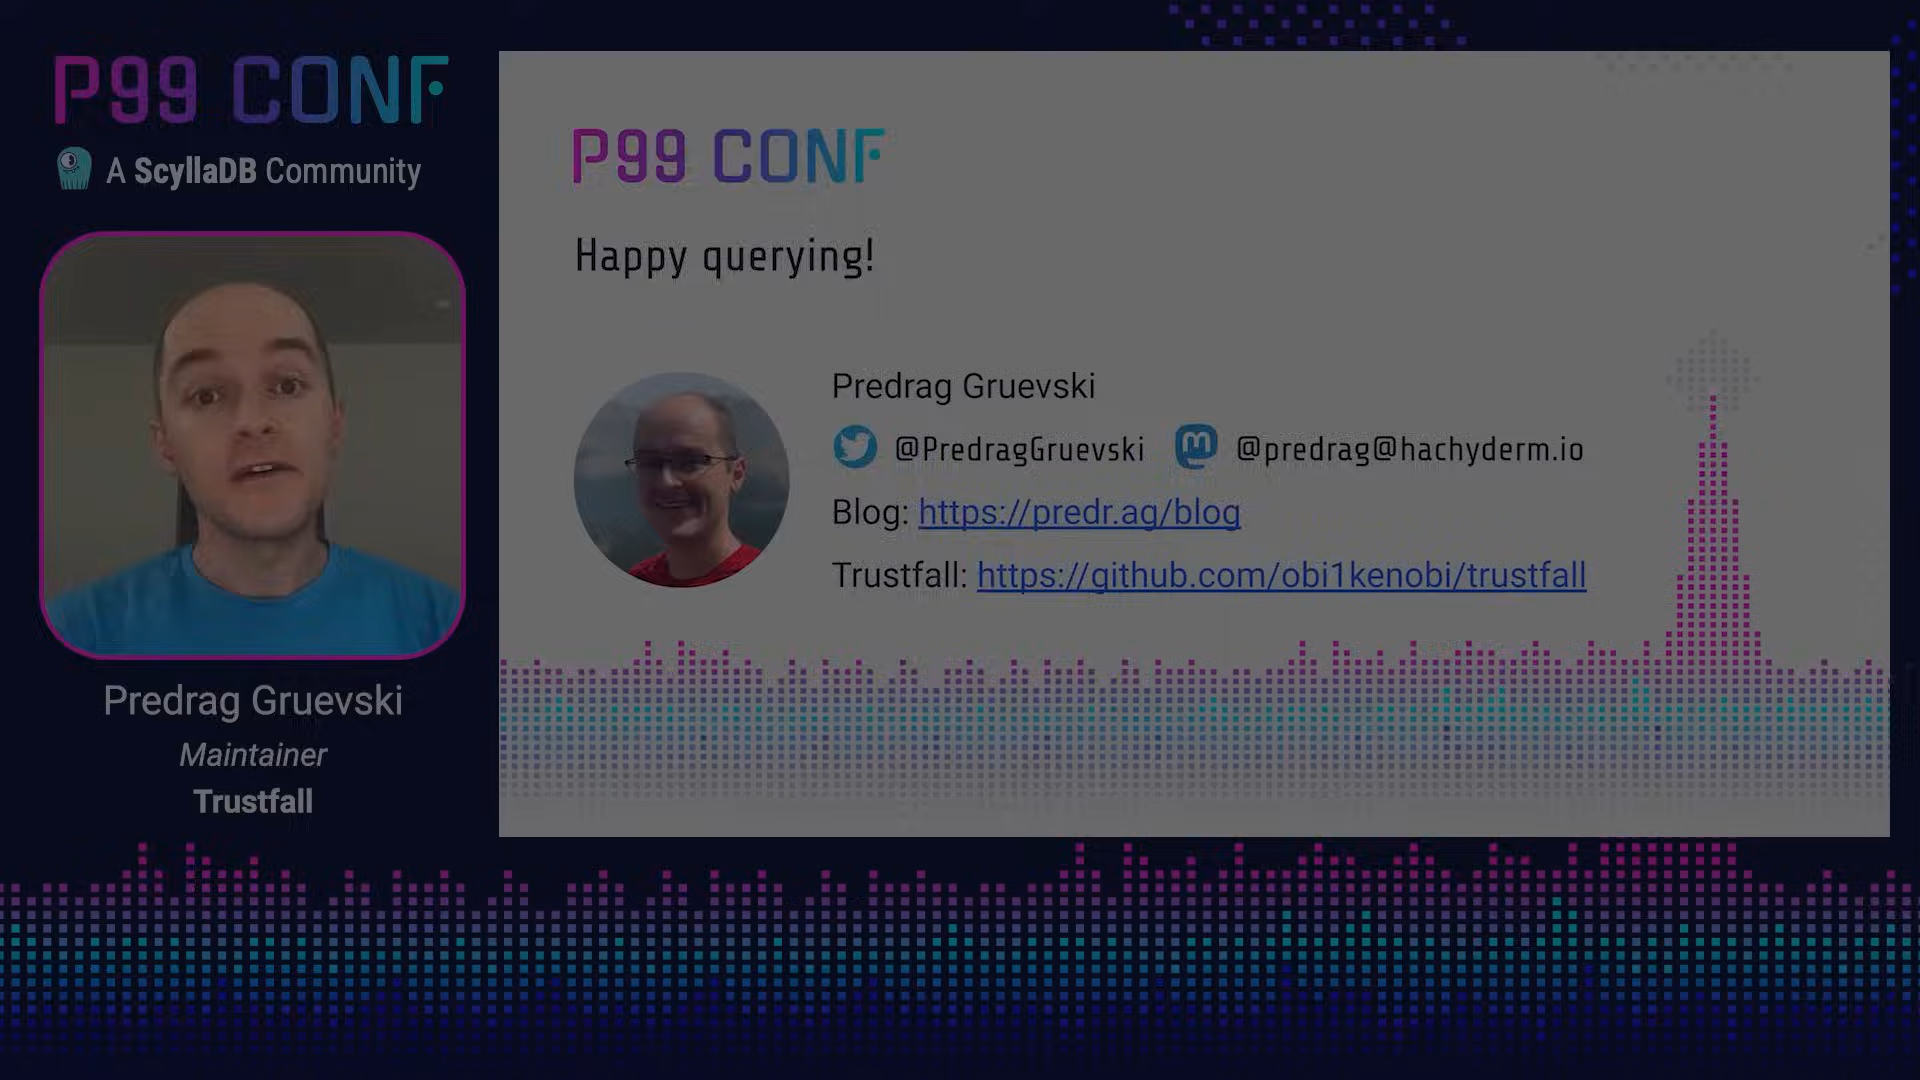 P99 CONF
A ScyllaDB Community
Predrag Gruevski
Maintainer
Trustfall
P99 CONF
Happy querying!
Predrag Gruevski
@PredragGruevski @predrag@hachyderm.io
Blog: https://predr.ag/blog
Trustfall: https://github.com/obi1kenobi/trustfall